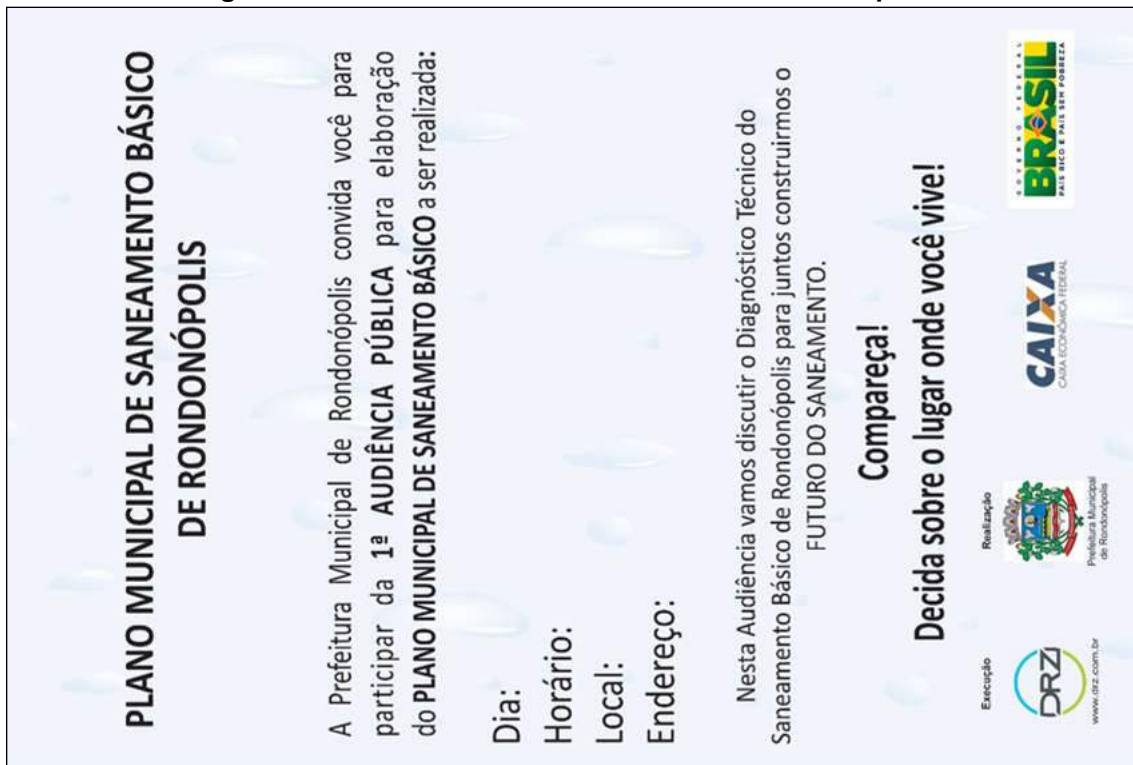 PLANO MUNICIPAL DE SANEAMENTO BÁSICO
DE RONDONÓPOLIS
A Prefeitura Municipal de Rondonópolis convida você para
participar da 1ª AUDIÊNCIA PÚBLICA para elaboração
do PLANO MUNICIPAL DE SANEAMENTO BÁSICO a ser realizada:
Dia:
Horário:
Local:
Endereço:
Nesta Audiência vamos discutir o Diagnóstico Técnico do
Saneamento Básico de Rondonópolis para juntos construirmos o
FUTURO DO SANEAMENTO.
Compareça!
Decida sobre o lugar onde você vive!
Execução
DRZ
www.drz.com.br
Realização
Prefeitura Municipal
de Rondonópolis
CAIXA
CAIXA ECONÔMICA FEDERAL
GOVERNO FEDERAL
BRASIL
PAÍS RICO É PAÍS SEM POBREZA